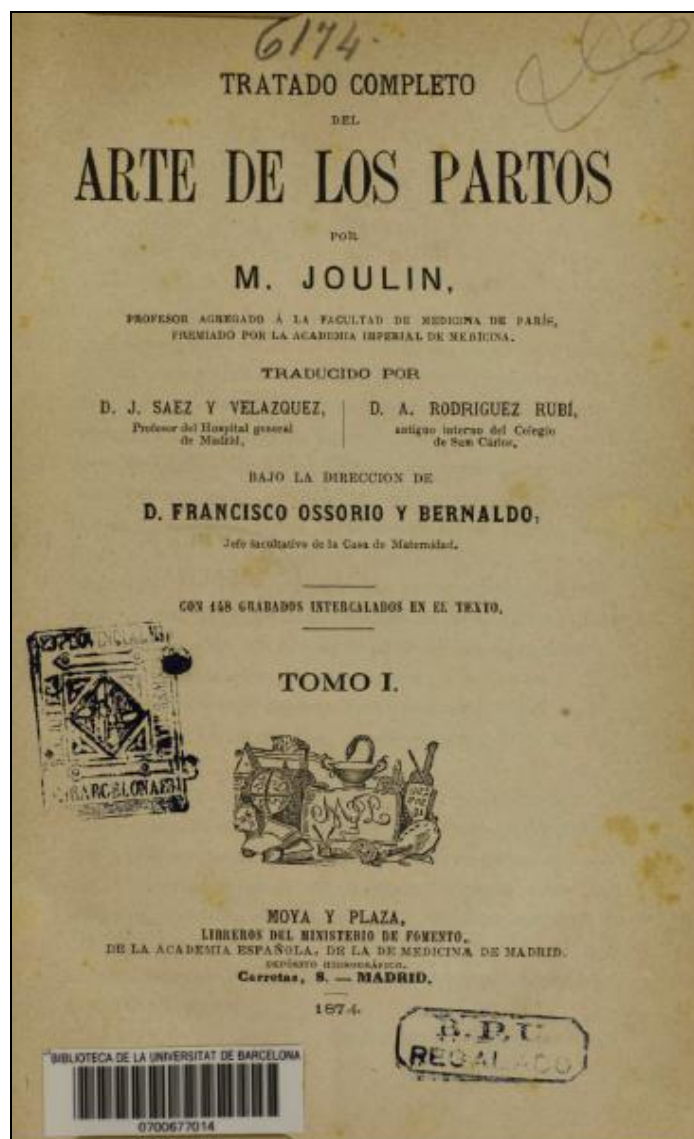 6174.
TRATADO COMPLETO
DEL
ARTE DE LOS PARTOS
POR
M. JOULIN,
PROFESOR AGREGADO Á LA FACULTAD DE MEDICINA DE PARÍS,
PREMIADO POR LA ACADEMIA IMPERIAL DE MEDICINA.
TRADUCIDO POR
D. J. SAEZ Y VELAZQUEZ,
Profesor del Hospital general
de Madrid,
D. A. RODRIGUEZ RUBÍ,
antiguo interno del Colegio
de San Cárlos,
BAJO LA DIRECCION DE
D. FRANCISCO OSSORIO Y BERNALDO,
Jefe facultativo de la Casa de Maternidad.
CON 148 GRABADOS INTERCALADOS EN EL TEXTO.
TOMO I.
MOYA Y PLAZA,
LIBREROS DEL MINISTERIO DE FOMENTO,
DE LA ACADEMIA ESPAÑOLA, DE LA DE MEDICINA DE MADRID.
DEPÓSITO HIDROGRÁFICO.
Carretas, 8. — MADRID.
1874.
B. P. U.
REGALADO
BIBLIOTECA DE LA UNIVERSITAT DE BARCELONA
0700677014